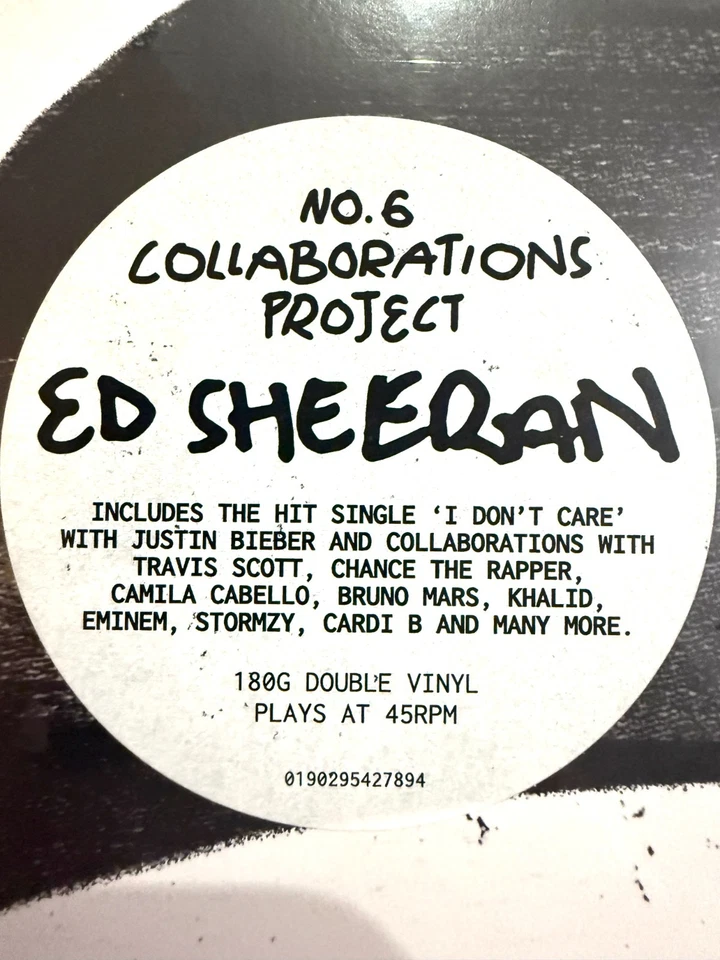 NO.6
COLLABORATIONS
PROJECT
ED SHEERAN
INCLUDES THE HIT SINGLE ‘I DON’T CARE’
WITH JUSTIN BIEBER AND COLLABORATIONS WITH
TRAVIS SCOTT, CHANCE THE RAPPER,
CAMILA CABELLO, BRUNO MARS, KHALID,
EMINEM, STORMZY, CARDI B AND MANY MORE.
180G DOUBLE VINYL
PLAYS AT 45RPM
0190295427894